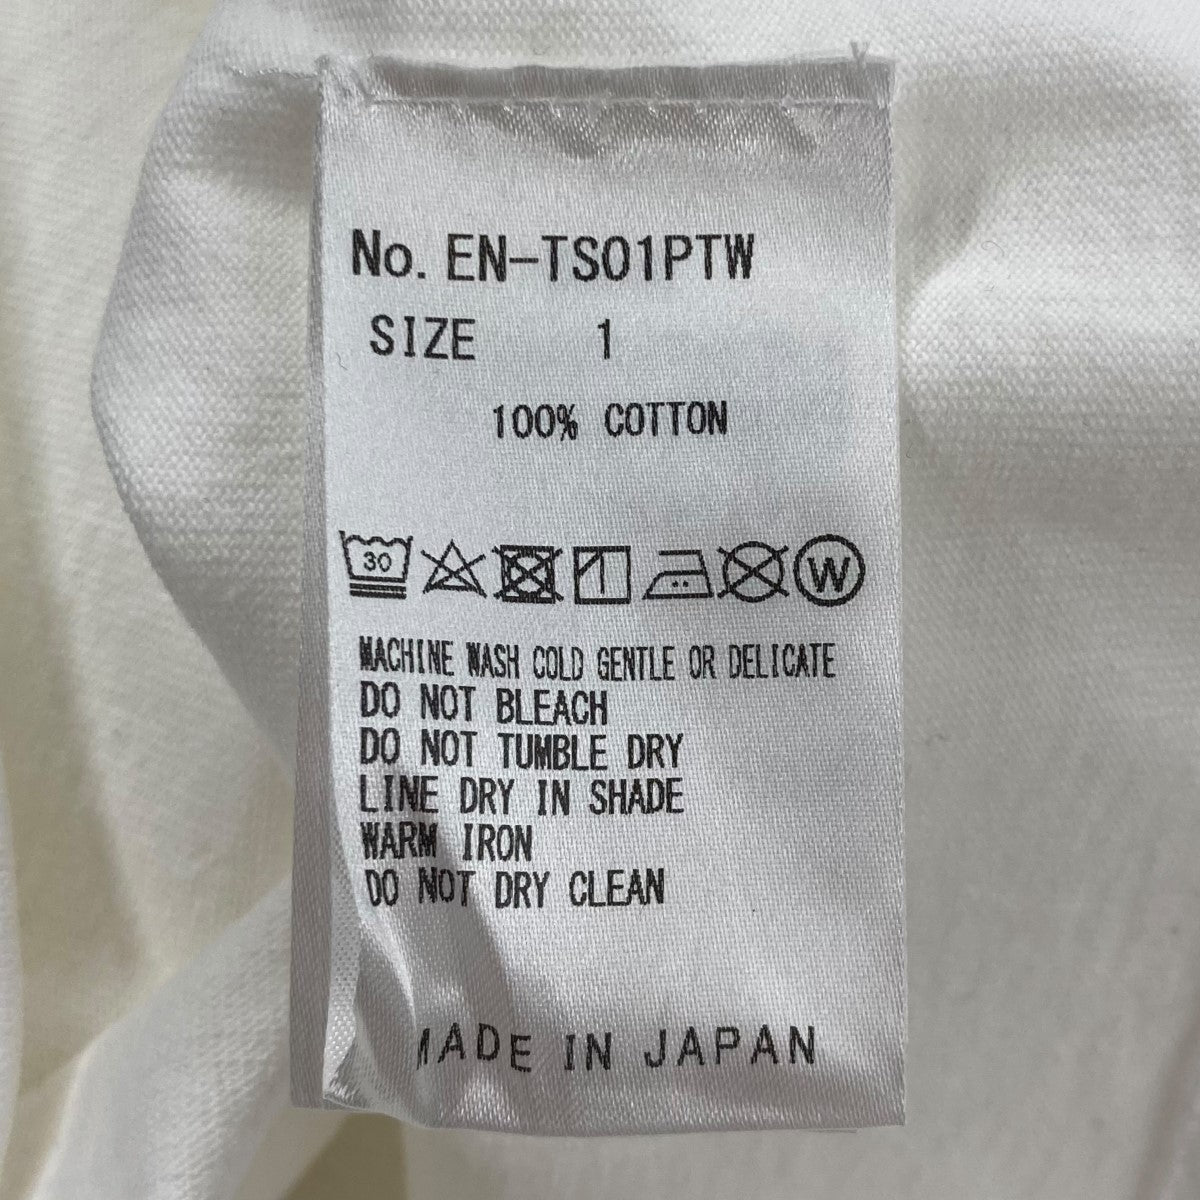 No. EN-TS01PTW
SIZE 1
100% COTTON
30 W
MACHINE WASH COLD GENTLE OR DELICATE
DO NOT BLEACH
DO NOT TUMBLE DRY
LINE DRY IN SHADE
WARM IRON
DO NOT DRY CLEAN
MADE IN JAPAN